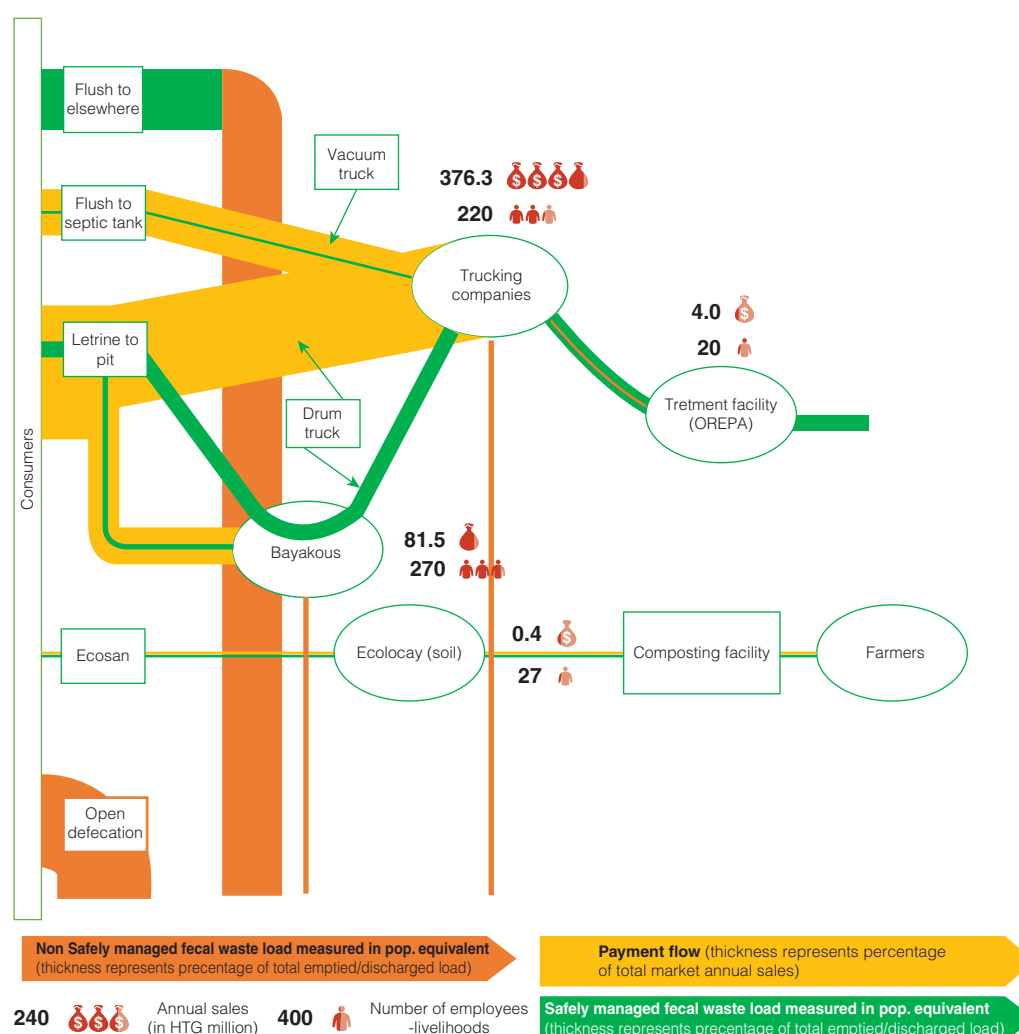 Flush to
elsewhere
Vacuum
truck
376.3
220
Flush to
septic tank
Trucking
companies
4.0
20
Letrine to
pit
Drum
truck
Tretment facility
(OREPA)
Consumers
81.5
270
Bayakous
Ecosan
Ecolocay (soil)
0.4
27
Composting facility
Farmers
Open
defecation
Non Safely managed fecal waste load measured in pop. equivalent
(thickness represents precentage of total emptied/discharged load)
Payment flow (thickness represents percentage
of total market annual sales)
240
Annual sales
(in HTG million)
400
Number of employees
-livelihoods
Safely managed fecal waste load measured in pop. equivalent
(thickness represents precentage of total emptied/discharged load)